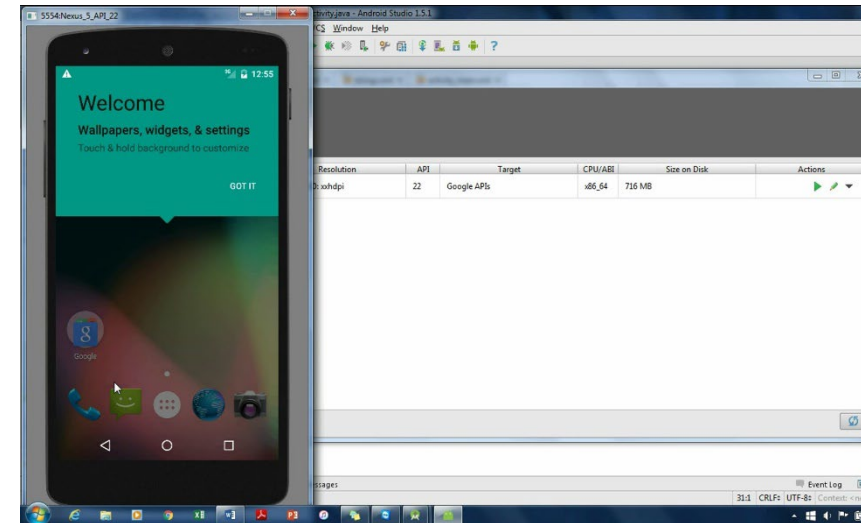 5554:Nexus_5_API_22
ctivity.java - Android Studio 1.5.1
CS Window Help
12:55
Welcome
Wallpapers, widgets, & settings
Touch & hold background to customize
GOT IT
Resolution API Target CPU/ABI Size on Disk Actions
xxhdpi 22 Google APIs x86_64 716 MB
Google
ssages
Event Log
31:1 CRLF: UTF-8: Context: